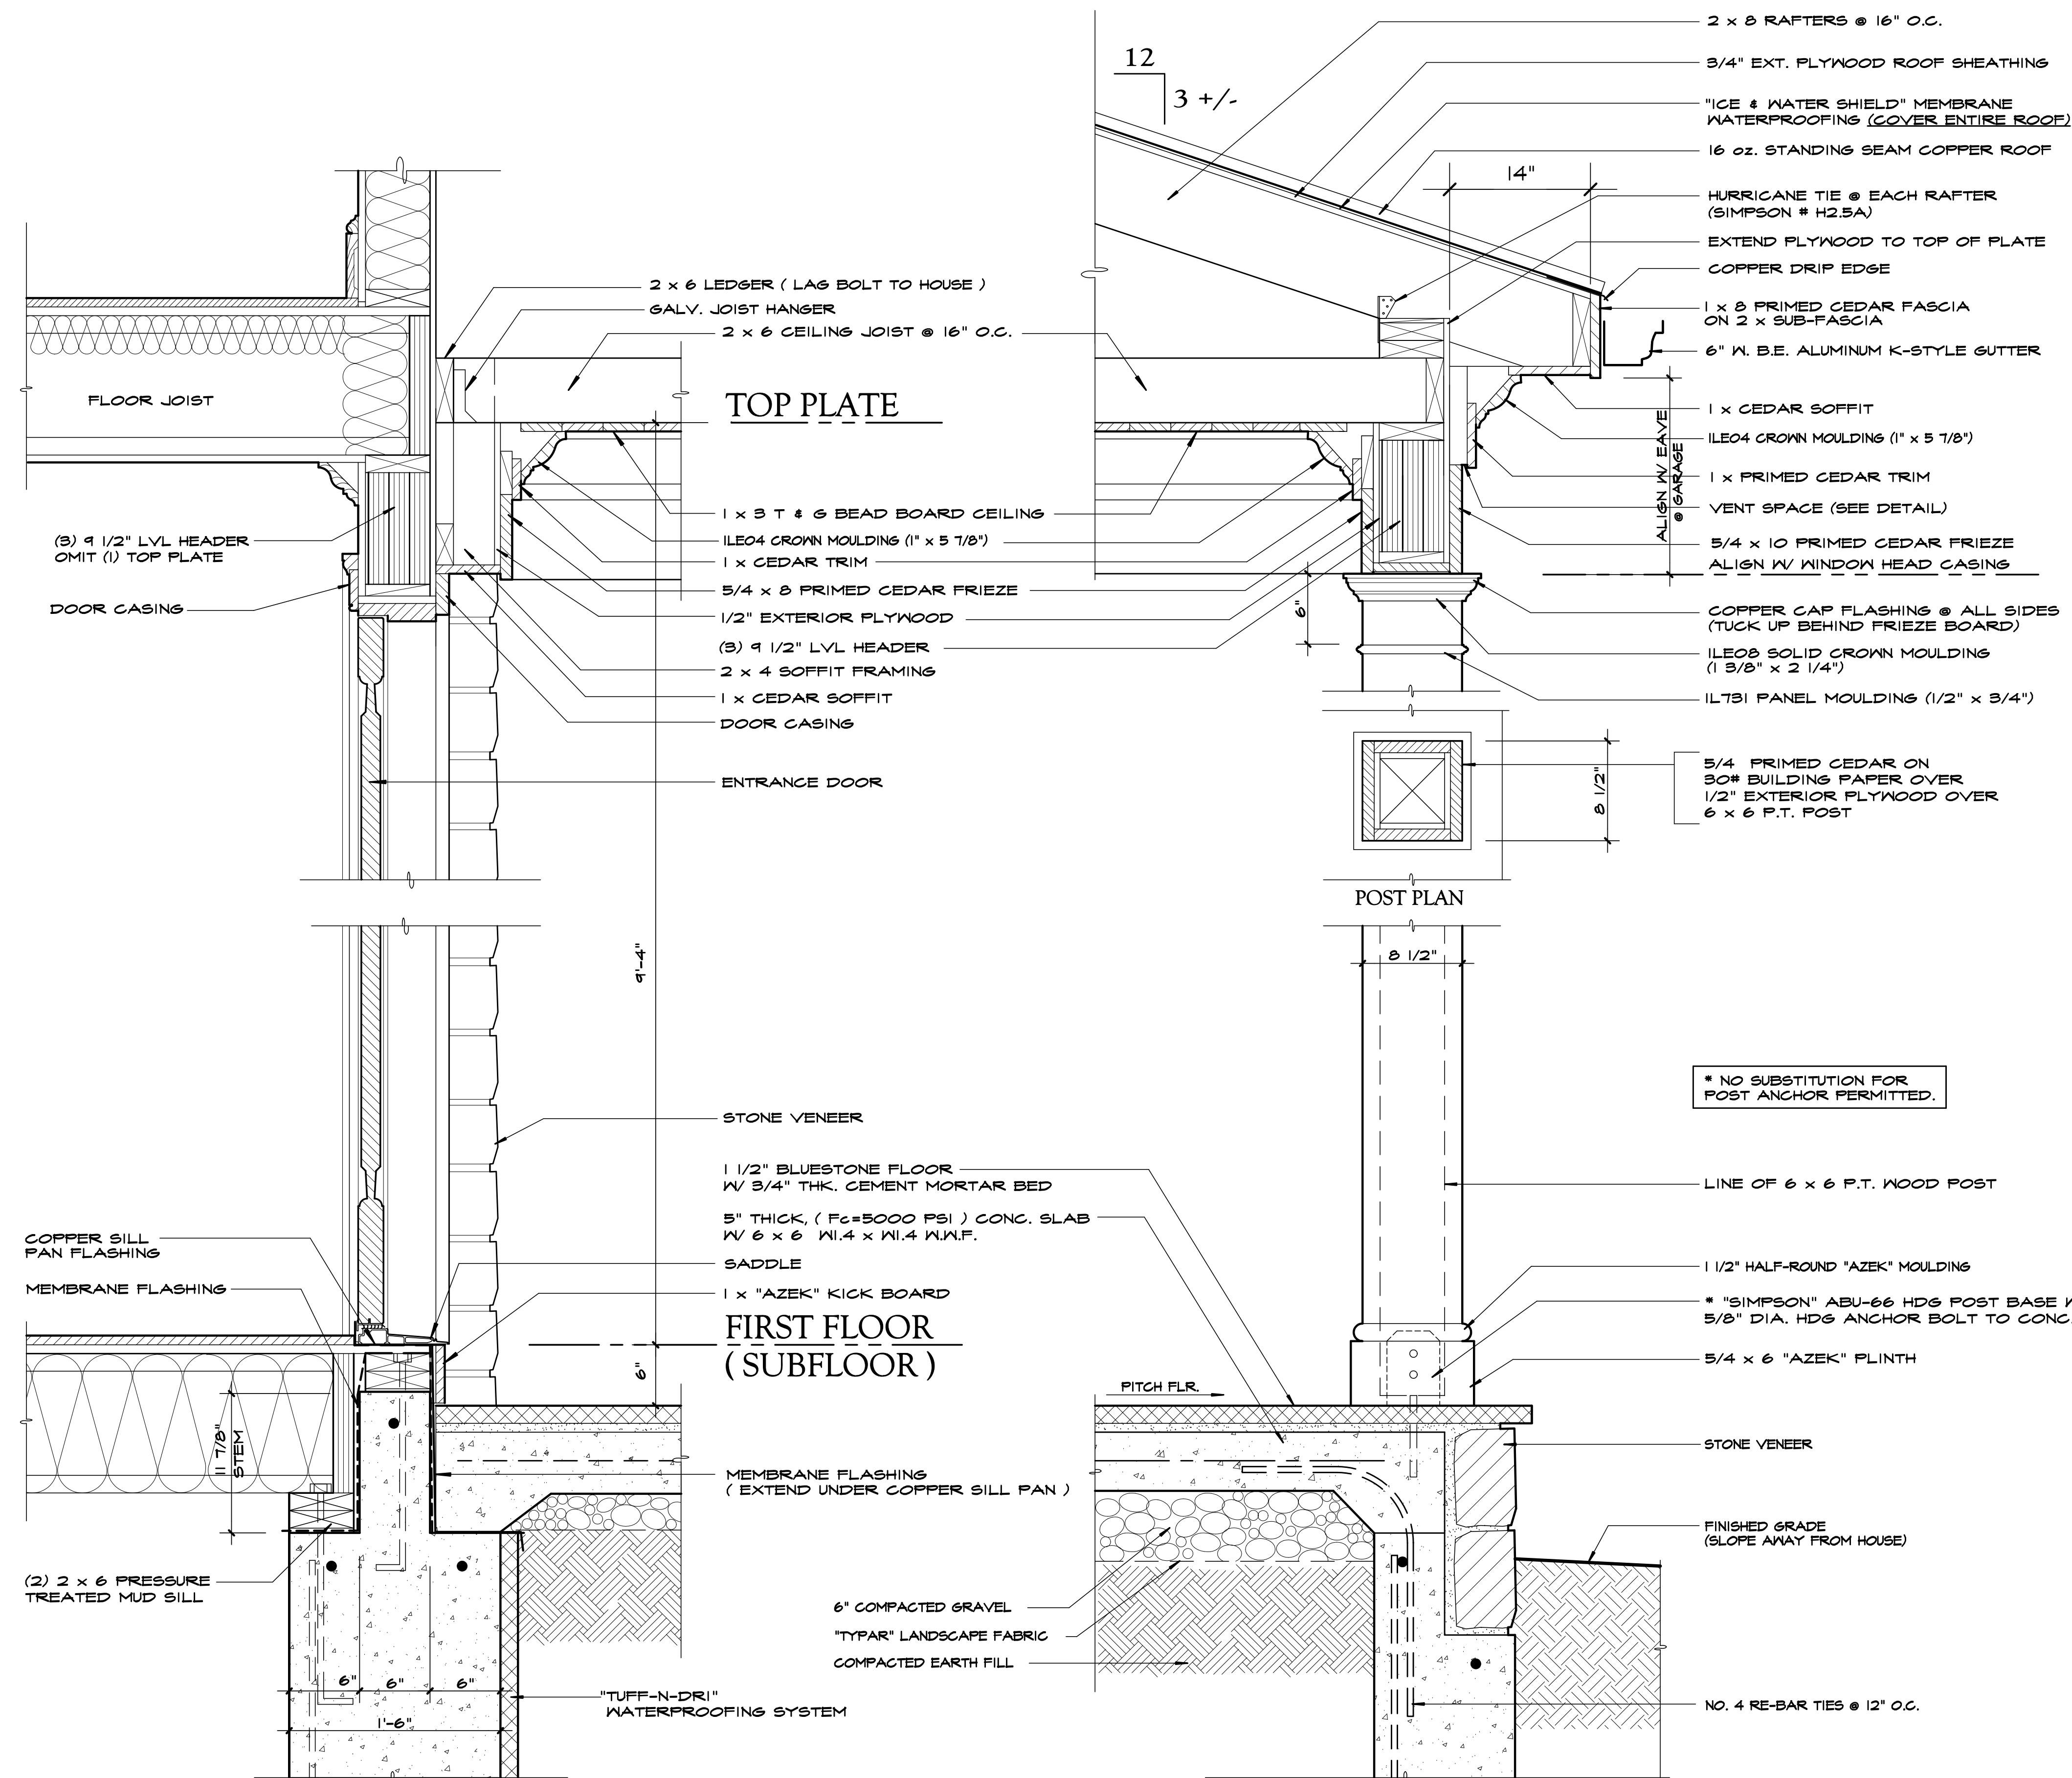 2 x 8 RAFTERS @ 16" O.C.
3/4" EXT. PLYWOOD ROOF SHEATHING
"ICE & WATER SHIELD" MEMBRANE
WATERPROOFING (COVER ENTIRE ROOF)
16 oz. STANDING SEAM COPPER ROOF
HURRICANE TIE @ EACH RAFTER
(SIMPSON # H2.5A)
EXTEND PLYWOOD TO TOP OF PLATE
COPPER DRIP EDGE
1 x 8 PRIMED CEDAR FASCIA
ON 2 x SUB-FASCIA
6" W. B.E. ALUMINUM K-STYLE GUTTER
1 x CEDAR SOFFIT
ILE04 CROWN MOULDING (1" x 5 7/8")
1 x PRIMED CEDAR TRIM
VENT SPACE (SEE DETAIL)
5/4 x 10 PRIMED CEDAR FRIEZE
ALIGN W/ WINDOW HEAD CASING
COPPER CAP FLASHING @ ALL SIDES
(TUCK UP BEHIND FRIEZE BOARD)
ILE08 SOLID CROWN MOULDING
(1 3/8" x 2 1/4")
IL731 PANEL MOULDING (1/2" x 3/4")
5/4 PRIMED CEDAR ON
30# BUILDING PAPER OVER
1/2" EXTERIOR PLYWOOD OVER
6 x 6 P.T. POST
* NO SUBSTITUTION FOR
POST ANCHOR PERMITTED.
LINE OF 6 x 6 P.T. WOOD POST
1 1/2" HALF-ROUND "AZEK" MOULDING
* "SIMPSON" ABU-66 HDG POST BASE W
5/8" DIA. HDG ANCHOR BOLT TO CONC.
5/4 x 6 "AZEK" PLINTH
STONE VENEER
FINISHED GRADE
(SLOPE AWAY FROM HOUSE)
NO. 4 RE-BAR TIES @ 12" O.C.
12
3 +/-
14"
ALIGN W/ EAVE
@ GARAGE
6"
8 1/2"
POST PLAN
8 1/2"
PITCH FLR.
2 x 6 LEDGER ( LAG BOLT TO HOUSE )
GALV. JOIST HANGER
2 x 6 CEILING JOIST @ 16" O.C.
TOP PLATE
1 x 3 T & G BEAD BOARD CEILING
ILE04 CROWN MOULDING (1" x 5 7/8")
1 x CEDAR TRIM
5/4 x 8 PRIMED CEDAR FRIEZE
1/2" EXTERIOR PLYWOOD
(3) 9 1/2" LVL HEADER
2 x 4 SOFFIT FRAMING
1 x CEDAR SOFFIT
DOOR CASING
ENTRANCE DOOR
9'-4"
STONE VENEER
1 1/2" BLUESTONE FLOOR
W/ 3/4" THK. CEMENT MORTAR BED
5" THICK, ( Fc=5000 PSI ) CONC. SLAB
W/ 6 x 6 W1.4 x W1.4 W.W.F.
SADDLE
1 x "AZEK" KICK BOARD
FIRST FLOOR
( SUBFLOOR )
6"
MEMBRANE FLASHING
( EXTEND UNDER COPPER SILL PAN )
6" COMPACTED GRAVEL
"TYPAR" LANDSCAPE FABRIC
COMPACTED EARTH FILL
"TUFF-N-DRI"
WATERPROOFING SYSTEM
FLOOR JOIST
(3) 9 1/2" LVL HEADER
OMIT (1) TOP PLATE
DOOR CASING
COPPER SILL
PAN FLASHING
MEMBRANE FLASHING
11 7/8"
STEM
(2) 2 x 6 PRESSURE
TREATED MUD SILL
6" 6" 6"
1'-6"